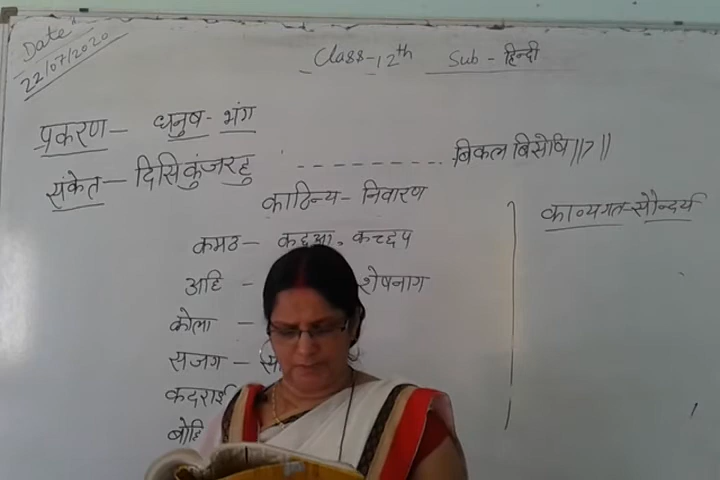 Date
22/07/2020
Class-12th Sub - हिन्दी
प्रकरण - धनुष-भंग
संकेत - दिसिकुंजरहु - - - - - - - - बिकल बिसेषि||7||
काठिन्य - निवारण
काव्यगत-सौन्दर्य
कमठ - कछुआ, कच्छप
अहि - शेषनाग
कोला -
सजग -
कदराई